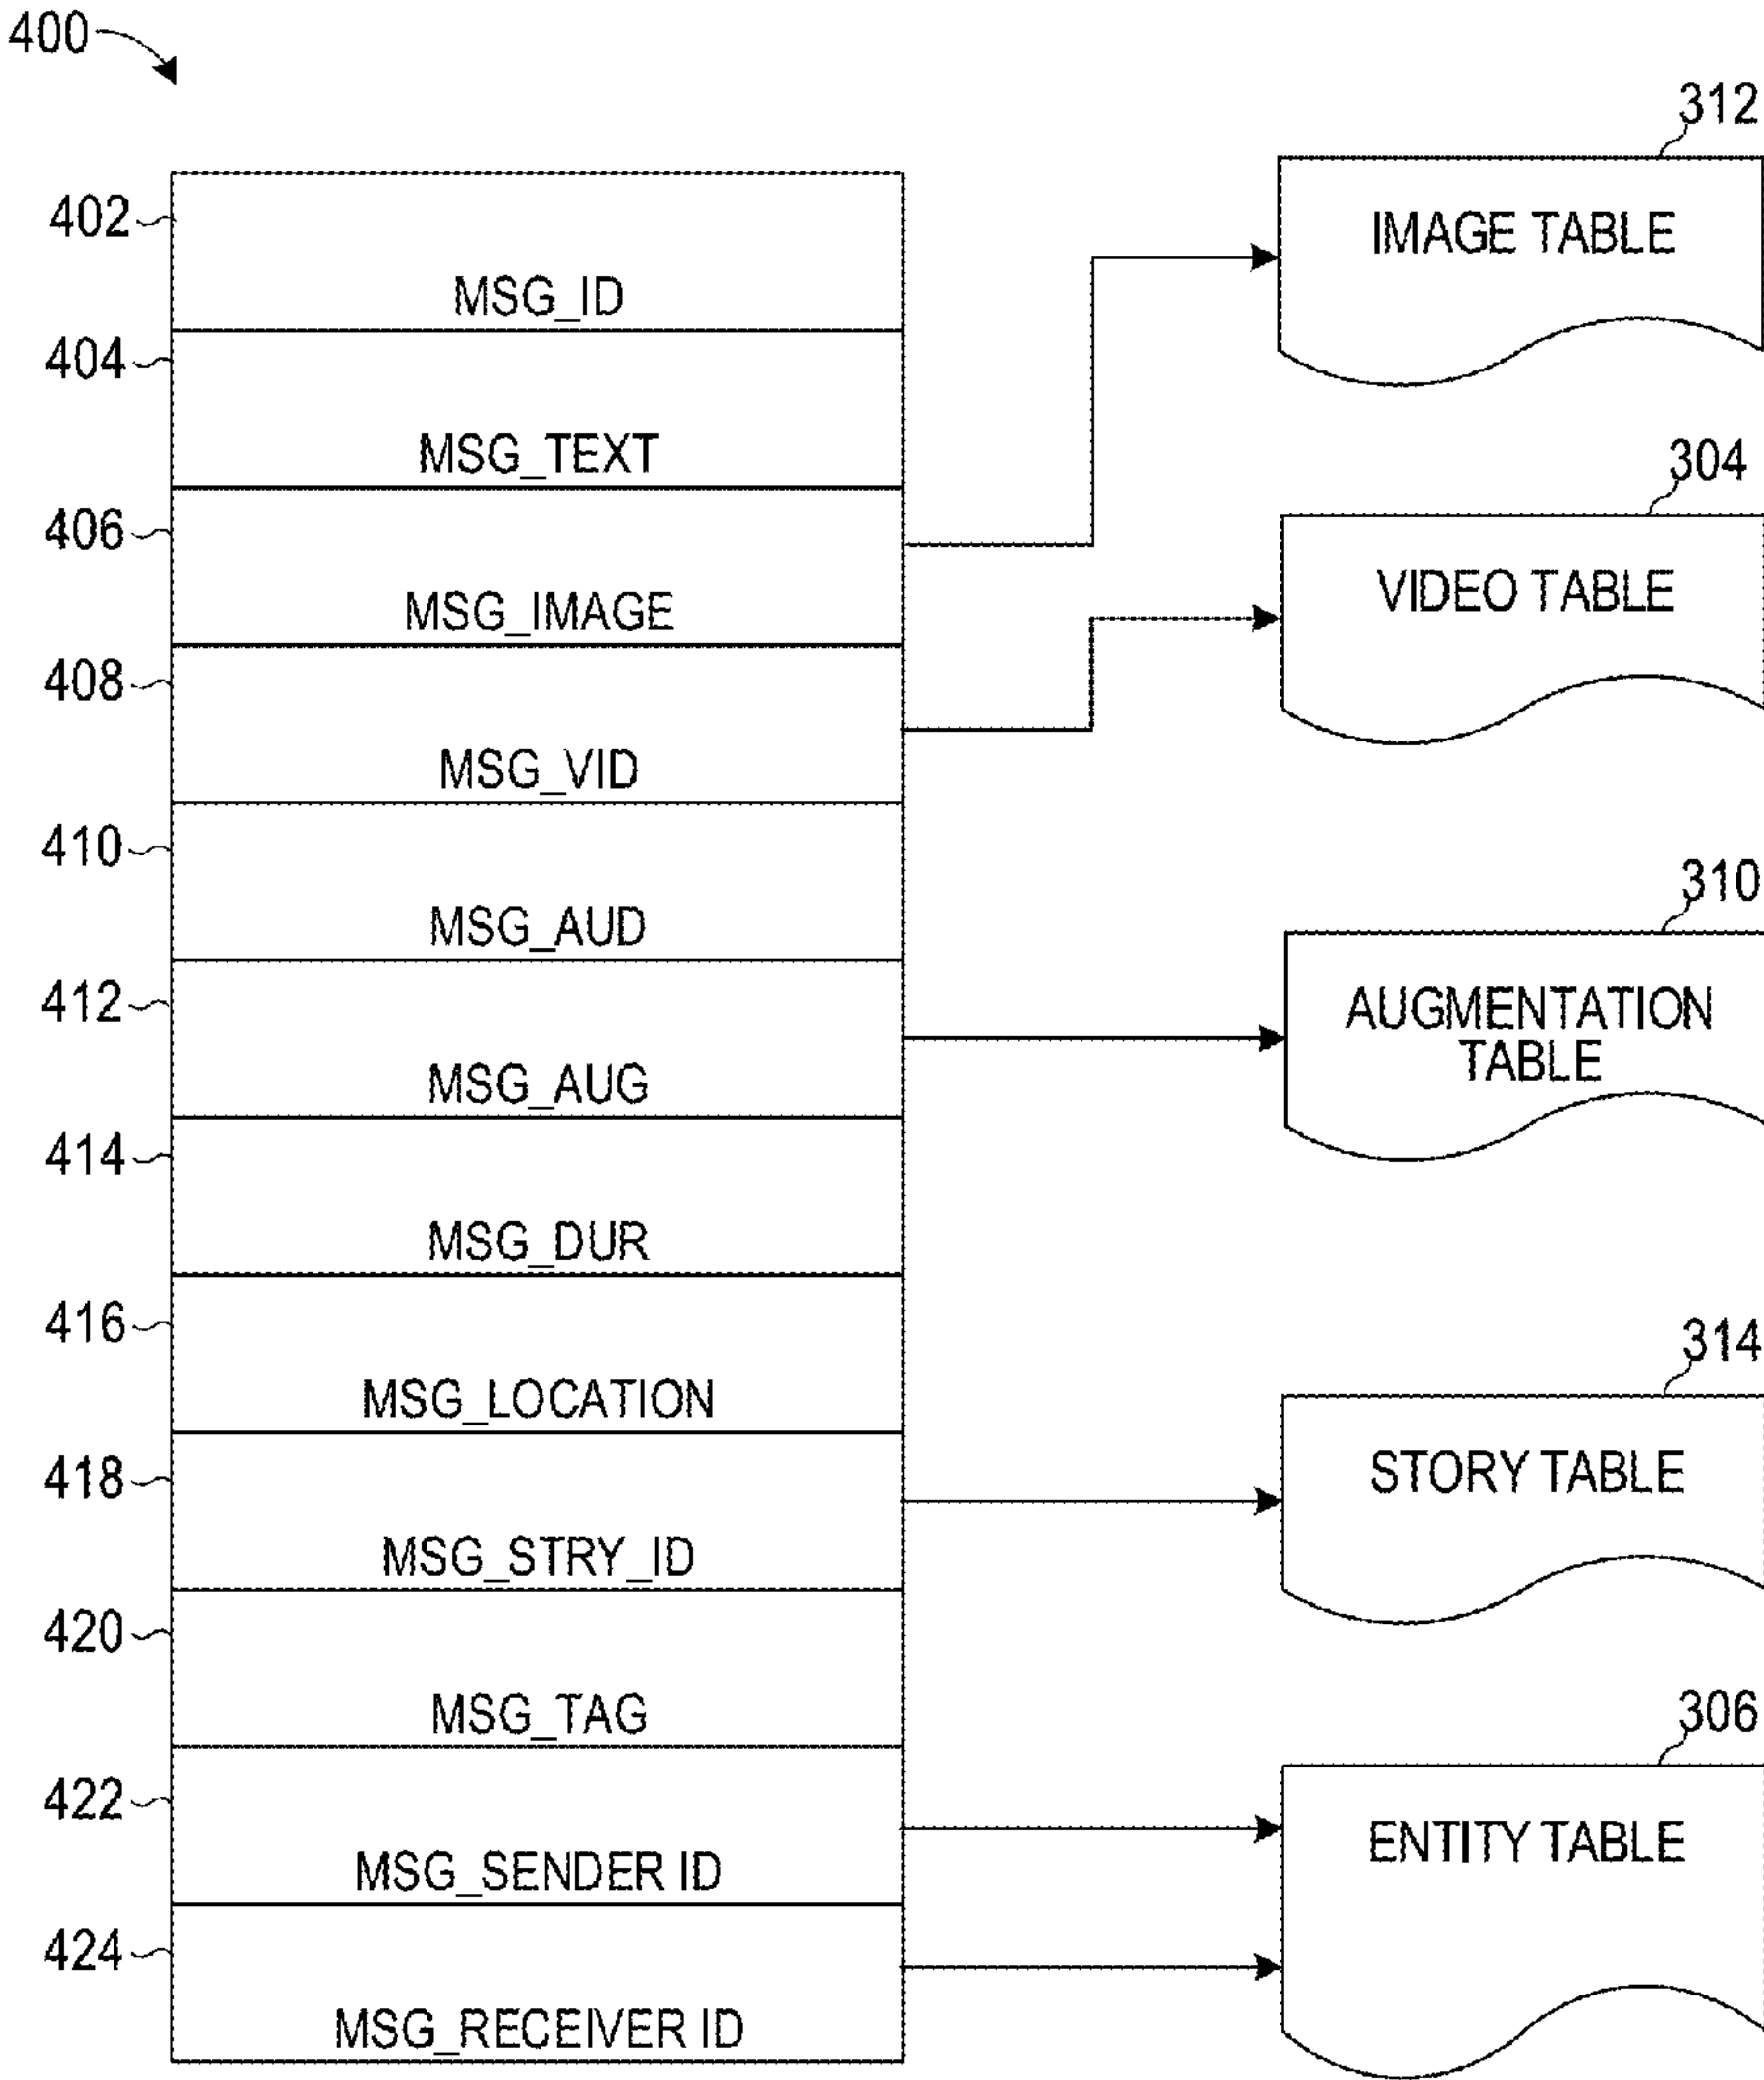 400
312
402
IMAGE TABLE
MSG_ID
404
MSG_TEXT
304
406
VIDEO TABLE
MSG_IMAGE
408
MSG_VID
410
310
MSG_AUD
412
AUGMENTATION
TABLE
MSG_AUG
414
MSG_DUR
416
314
MSG_LOCATION
418
STORY TABLE
MSG_STRY_ID
420
306
MSG_TAG
422
ENTITY TABLE
MSG_SENDER ID
424
MSG_RECEIVER ID